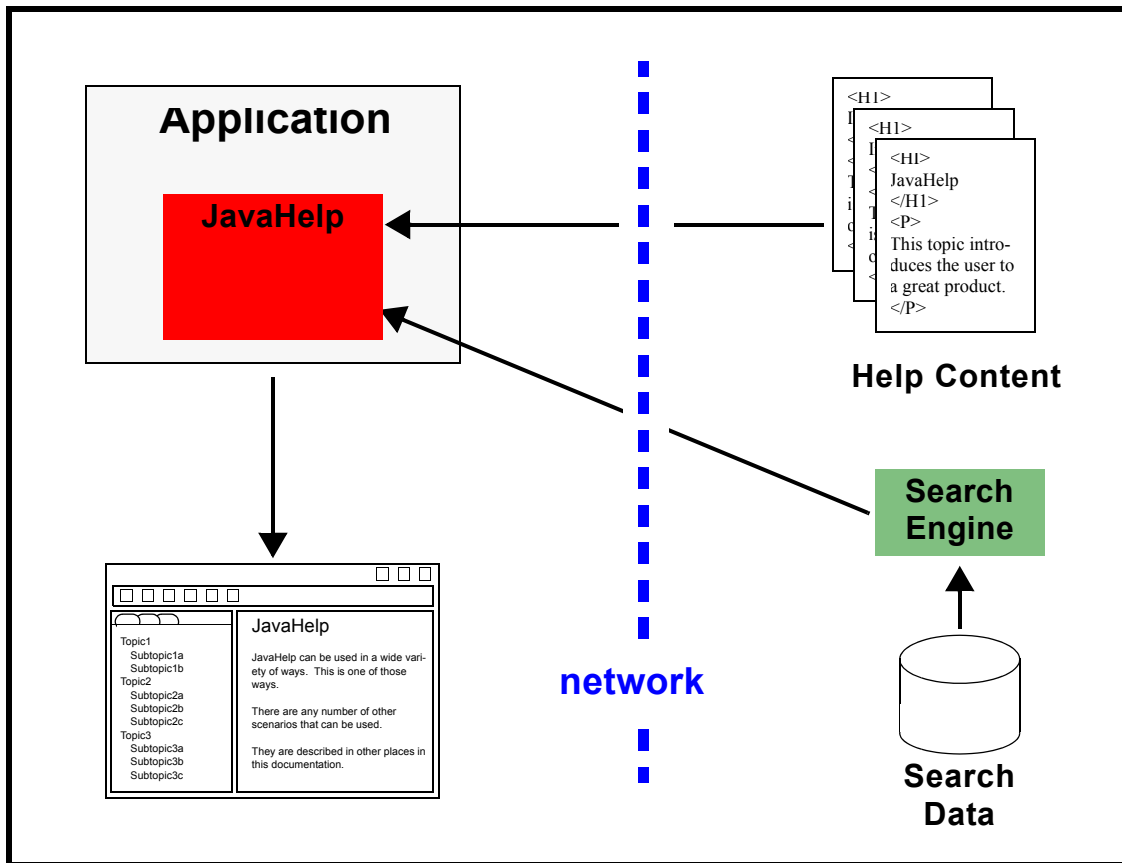 Application
JavaHelp
<H1>
<H1>
<H1>
JavaHelp
</H1>
<P>
This topic intro-
duces the user to
a great product.
</P>
Help Content
Search
Engine
Search
Data
network
JavaHelp
JavaHelp can be used in a wide vari-
ety of ways. This is one of those
ways.
There are any number of other
scenarios that can be used.
They are described in other places in
this documentation.
Topic1
Subtopic1a
Subtopic1b
Topic2
Subtopic2a
Subtopic2b
Subtopic2c
Topic3
Subtopic3a
Subtopic3b
Subtopic3c